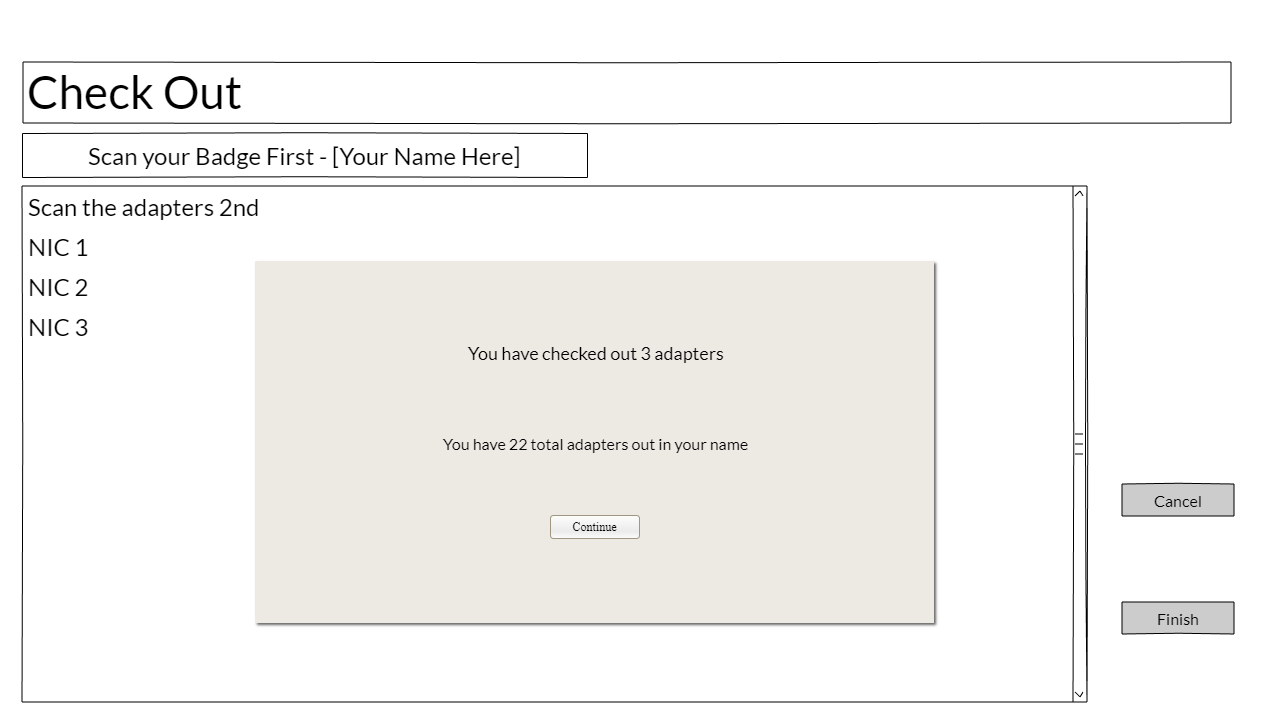 Check Out
Scan your Badge First - [Your Name Here]
Scan the adapters 2nd
NIC 1
NIC 2
NIC 3
You have checked out 3 adapters
You have 22 total adapters out in your name
Continue
Cancel
Finish